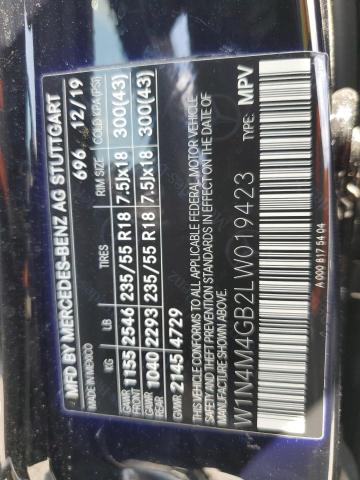 MFD BY MERCEDES-BENZ AG STUTTGART
MADE IN MEXICO 696 12/19
KG LB TIRES RIM SIZE COLD KPA (PSI)
GAWR FRONT 1155 2546 235/55 R18 7.5Jx18 300(43)
GAWR REAR 1040 2293 235/55 R18 7.5Jx18 300(43)
GVWR 2145 4729
THIS VEHICLE CONFORMS TO ALL APPLICABLE FEDERAL MOTOR VEHICLE
SAFETY AND THEFT PREVENTION STANDARDS IN EFFECT ON THE DATE OF
MANUFACTURE SHOWN ABOVE.
W1N4M4GB2LW019423 TYPE: MPV
A 000 817 54 04